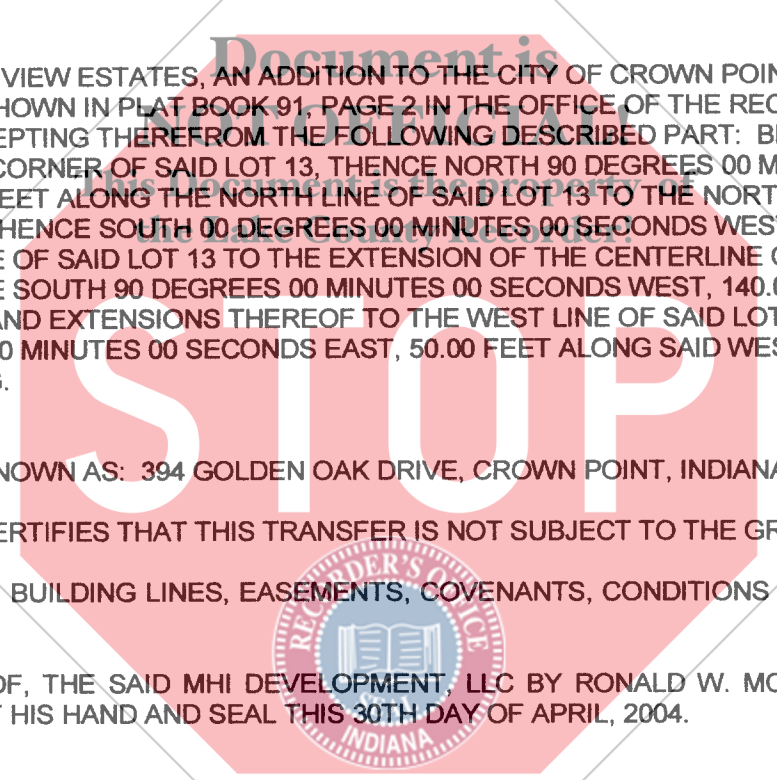 Document is
VIEW ESTATES, AN ADDITION TO THE CITY OF CROWN POIN
NOT OFFICIAL!
HOWN IN PLAT BOOK 91, PAGE 2 IN THE OFFICE OF THE REC
EPTING THEREFROM THE FOLLOWING DESCRIBED PART: B
CORNER OF SAID LOT 13, THENCE NORTH 90 DEGREES 00 M
This Document is the property of
EET ALONG THE NORTH LINE OF SAID LOT 13 TO THE NORT
HENCE SOUTH 00 DEGREES 00 MINUTES 00 SECONDS WES
the Lake County Recorder!
E OF SAID LOT 13 TO THE EXTENSION OF THE CENTERLINE
E SOUTH 90 DEGREES 00 MINUTES 00 SECONDS WEST, 140.0
AND EXTENSIONS THEREOF TO THE WEST LINE OF SAID LOT
0 MINUTES 00 SECONDS EAST, 50.00 FEET ALONG SAID WES
STOP
NOWN AS: 394 GOLDEN OAK DRIVE, CROWN POINT, INDIANA
ERTIFIES THAT THIS TRANSFER IS NOT SUBJECT TO THE GR
BUILDING LINES, EASEMENTS, COVENANTS, CONDITIONS
RECORDER'S OFFICE
OF, THE SAID MHI DEVELOPMENT, LLC BY RONALD W. MC
T HIS HAND AND SEAL THIS 30TH DAY OF APRIL, 2004.
INDIANA